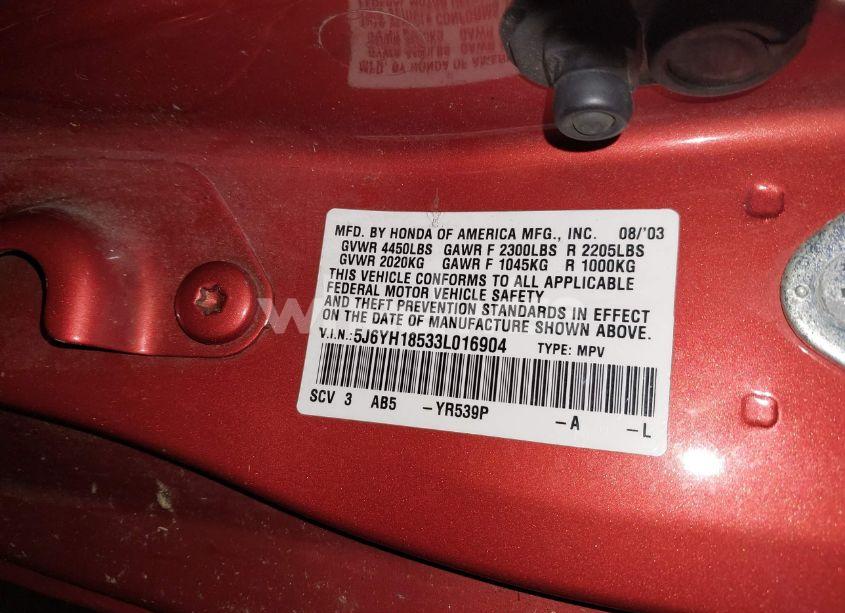 MFD. BY HONDA OF AMERICA MFG., INC. 08/'03
GVWR 4450LBS GAWR F 2300LBS R 2205LBS
GVWR 2020KG GAWR F 1045KG R 1000KG
THIS VEHICLE CONFORMS TO ALL APPLICABLE
FEDERAL MOTOR VEHICLE SAFETY
AND THEFT PREVENTION STANDARDS IN EFFECT
ON THE DATE OF MANUFACTURE SHOWN ABOVE.
V.I.N.: 5J6YH18533L016904 TYPE: MPV
SCV 3 AB5 -YR539P -A -L